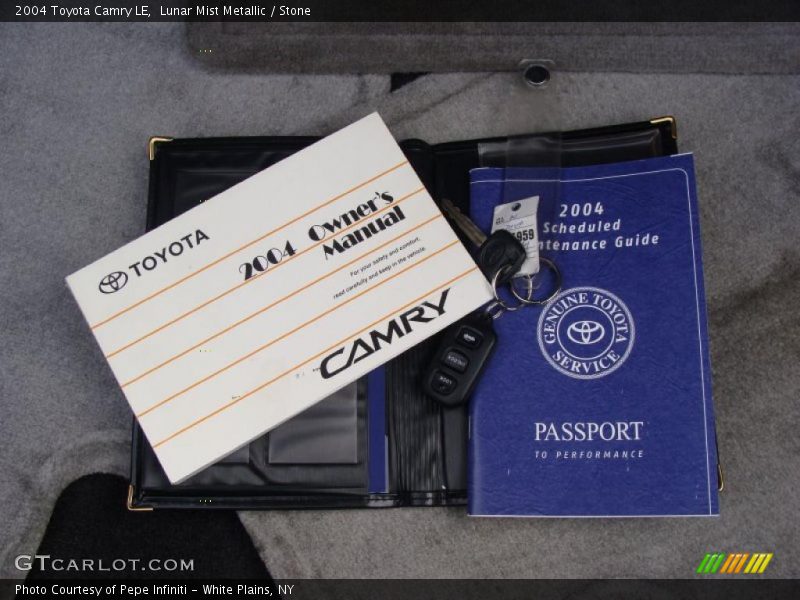 2004 Toyota Camry LE, Lunar Mist Metallic / Stone
TOYOTA
2004 Owner's
Manual
For your safety and comfort,
read carefully and keep in the vehicle.
CAMRY
959
2004
Scheduled
ntenance Guide
GENUINE TOYOTA
SERVICE
PASSPORT
TO PERFORMANCE
LOCK
GTCARLOT.COM
Photo Courtesy of Pepe Infiniti - White Plains, NY